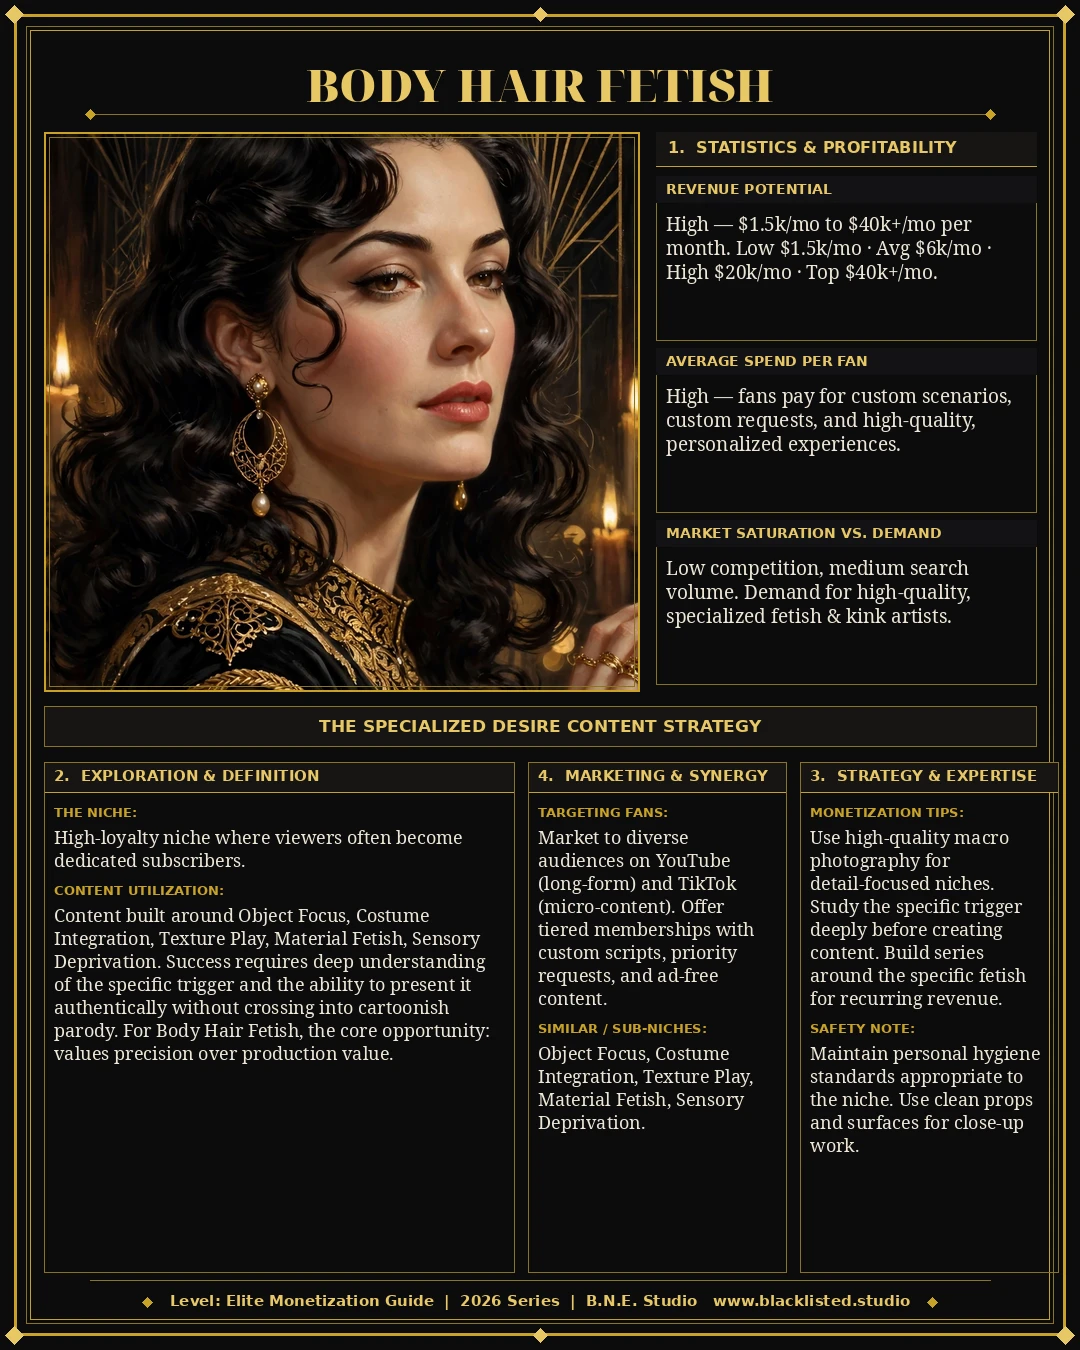 BODY HAIR FETISH
1. STATISTICS & PROFITABILITY
REVENUE POTENTIAL
High — $1.5k/mo to $40k+/mo per
month. Low $1.5k/mo · Avg $6k/mo ·
High $20k/mo · Top $40k+/mo.
AVERAGE SPEND PER FAN
High — fans pay for custom scenarios,
custom requests, and high-quality,
personalized experiences.
MARKET SATURATION VS. DEMAND
Low competition, medium search
volume. Demand for high-quality,
specialized fetish & kink artists.
THE SPECIALIZED DESIRE CONTENT STRATEGY
2. EXPLORATION & DEFINITION
THE NICHE:
High-loyalty niche where viewers often become
dedicated subscribers.
CONTENT UTILIZATION:
Content built around Object Focus, Costume
Integration, Texture Play, Material Fetish, Sensory
Deprivation. Success requires deep understanding
of the specific trigger and the ability to present it
authentically without crossing into cartoonish
parody. For Body Hair Fetish, the core opportunity:
values precision over production value.
4. MARKETING & SYNERGY
TARGETING FANS:
Market to diverse
audiences on YouTube
(long-form) and TikTok
(micro-content). Offer
tiered memberships with
custom scripts, priority
requests, and ad-free
content.
SIMILAR / SUB-NICHES:
Object Focus, Costume
Integration, Texture Play,
Material Fetish, Sensory
Deprivation.
3. STRATEGY & EXPERTISE
MONETIZATION TIPS:
Use high-quality macro
photography for
detail-focused niches.
Study the specific trigger
deeply before creating
content. Build series
around the specific fetish
for recurring revenue.
SAFETY NOTE:
Maintain personal hygiene
standards appropriate to
the niche. Use clean props
and surfaces for close-up
work.
Level: Elite Monetization Guide | 2026 Series | B.N.E. Studio www.blacklisted.studio